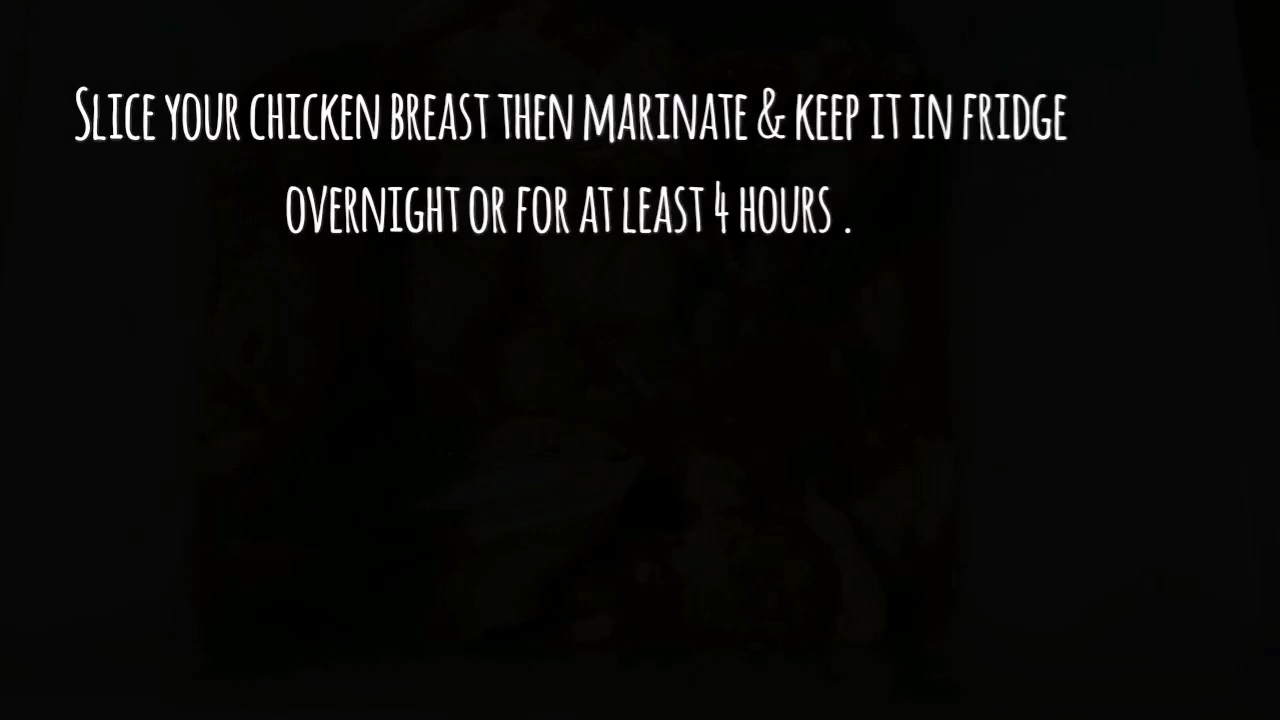 Slice your chicken breast then marinate & keep it in fridge
overnight or for at least 4 hours .